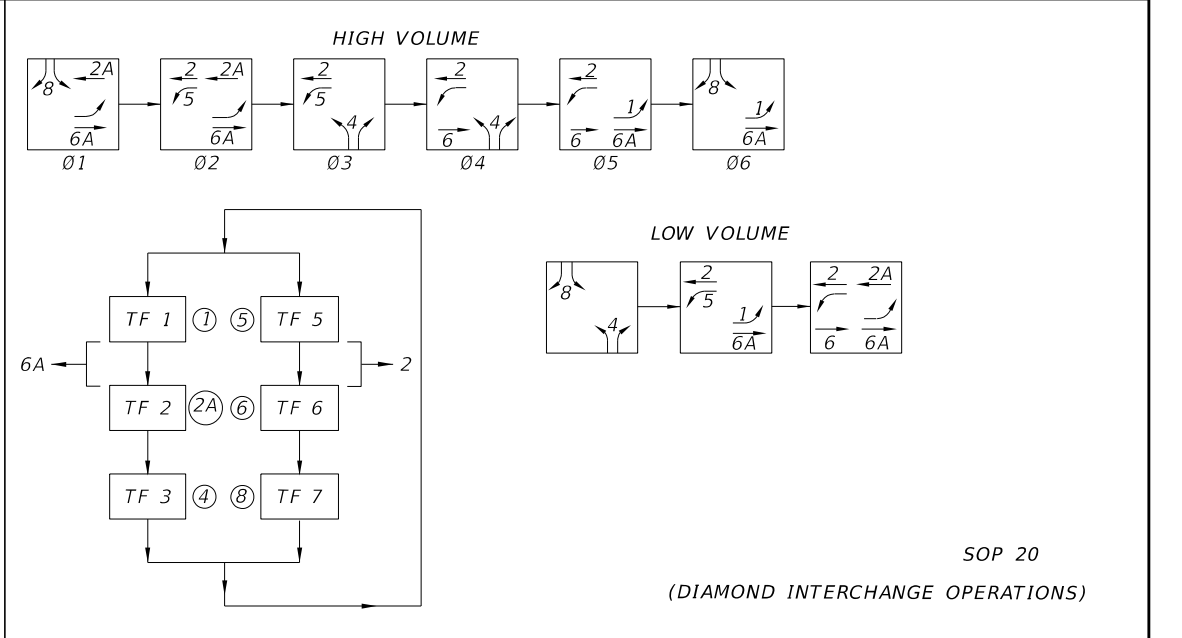 HIGH VOLUME
8 2A 6A
2 2A 5 6A
2 5 4
2 6 4
2 1 6 6A
8 1 6A
Ø1 Ø2 Ø3 Ø4 Ø5 Ø6
LOW VOLUME
8 4
2 5 1 6A
2 2A 6 6A
TF 1 1 5 TF 5
6A 2
TF 2 2A 6 TF 6
TF 3 4 8 TF 7
SOP 20
(DIAMOND INTERCHANGE OPERATIONS)